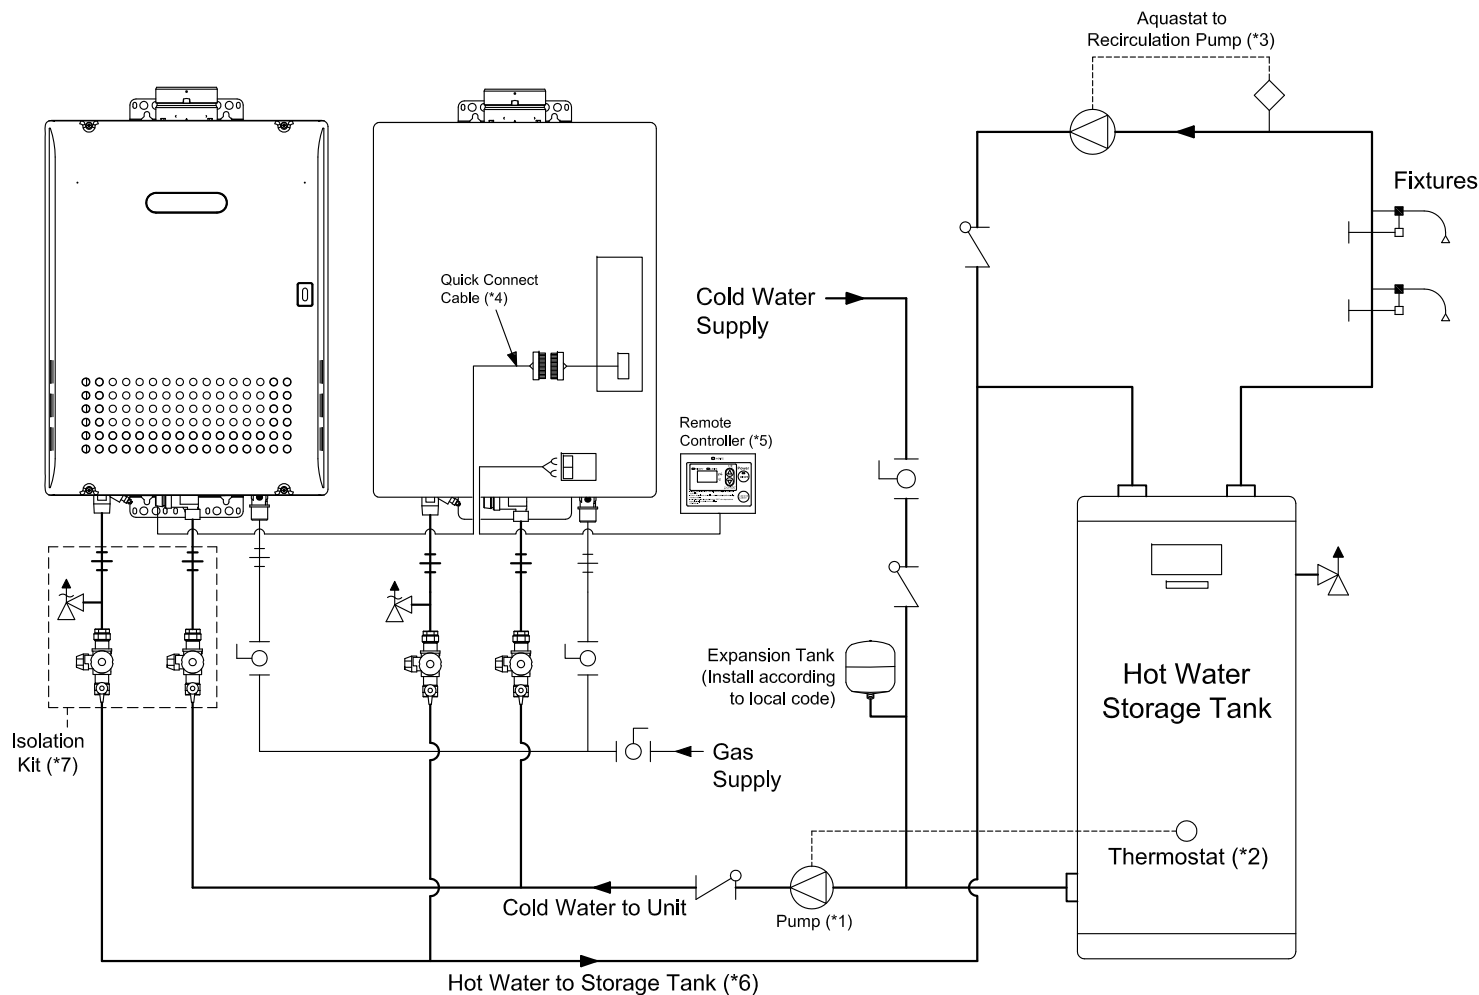 Aquastat to
Recirculation Pump (*3)
Fixtures
Quick Connect
Cable (*4)
Cold Water
Supply
Remote
Controller (*5)
Expansion Tank
(Install according
to local code)
Hot Water
Storage Tank
Isolation
Kit (*7)
Gas
Supply
Thermostat (*2)
Cold Water to Unit
Pump (*1)
Hot Water to Storage Tank (*6)